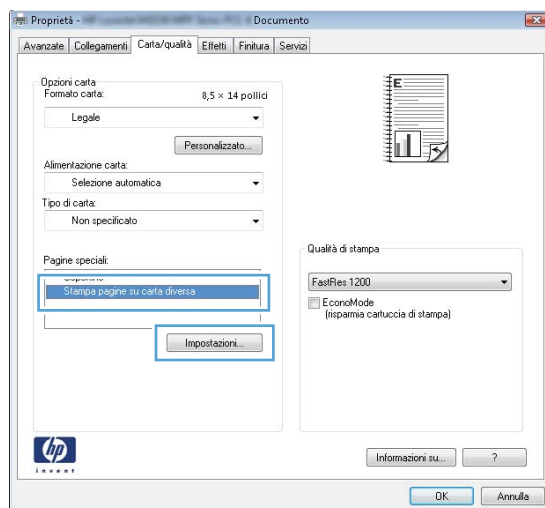 Proprietà - Documento
Avanzate Collegamenti Carta/qualità Effetti Finitura Servizi
Opzioni carta
Formato carta: 8,5 × 14 pollici
Legale
Personalizzato...
Alimentazione carta:
Selezione automatica
Tipo di carta:
Non specificato
Pagine speciali:
Stampa pagine su carta diversa
Impostazioni...
E
Qualità di stampa
FastRes 1200
EconoMode
(risparmia cartuccia di stampa)
hp
invent
Informazioni su... ?
OK Annulla